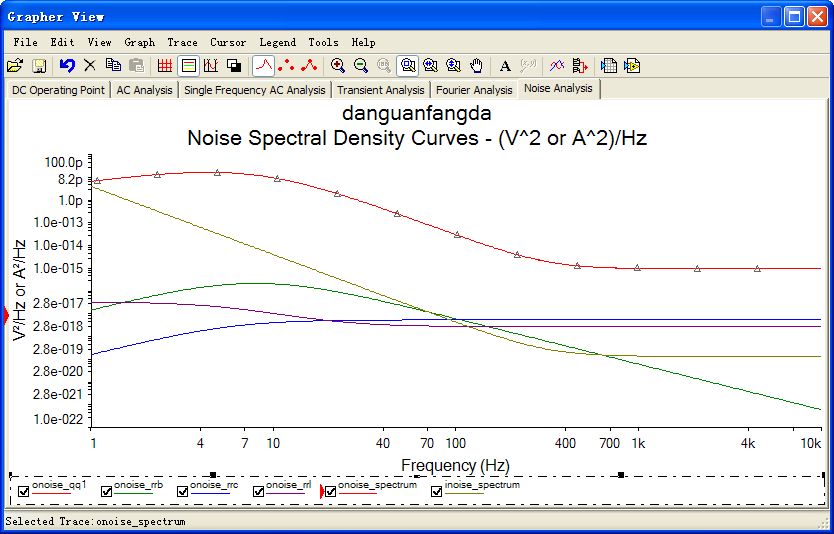 Grapher View
File Edit View Graph Trace Cursor Legend Tools Help
DC Operating Point AC Analysis Single Frequency AC Analysis Transient Analysis Fourier Analysis Noise Analysis
danguanfangda
Noise Spectral Density Curves - (V^2 or A^2)/Hz
V²/Hz or A²/Hz
100.0p
8.2p
1.0p
1.0e-013
1.0e-014
1.0e-015
2.8e-017
2.8e-018
2.8e-019
2.8e-020
2.8e-021
1.0e-022
1 4 7 10 40 70 100 400 700 1k 4k 10k
Frequency (Hz)
onoise_qq1 onoise_rrb onoise_rrc onoise_rrl onoise_spectrum inoise_spectrum
Selected Trace:onoise_spectrum